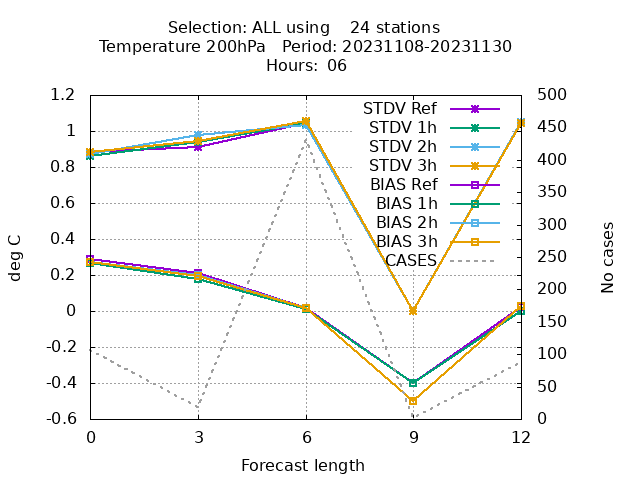 Selection: ALL using    24 stations
Temperature 200hPa   Period: 20231108-20231130
Hours: 06
1.2
1
0.8
0.6
0.4
0.2
0
-0.2
-0.4
-0.6
deg C
500
450
400
350
300
250
200
150
100
50
0
No cases
STDV Ref
STDV 1h
STDV 2h
STDV 3h
BIAS Ref
BIAS 1h
BIAS 2h
BIAS 3h
CASES
0 3 6 9 12
Forecast length